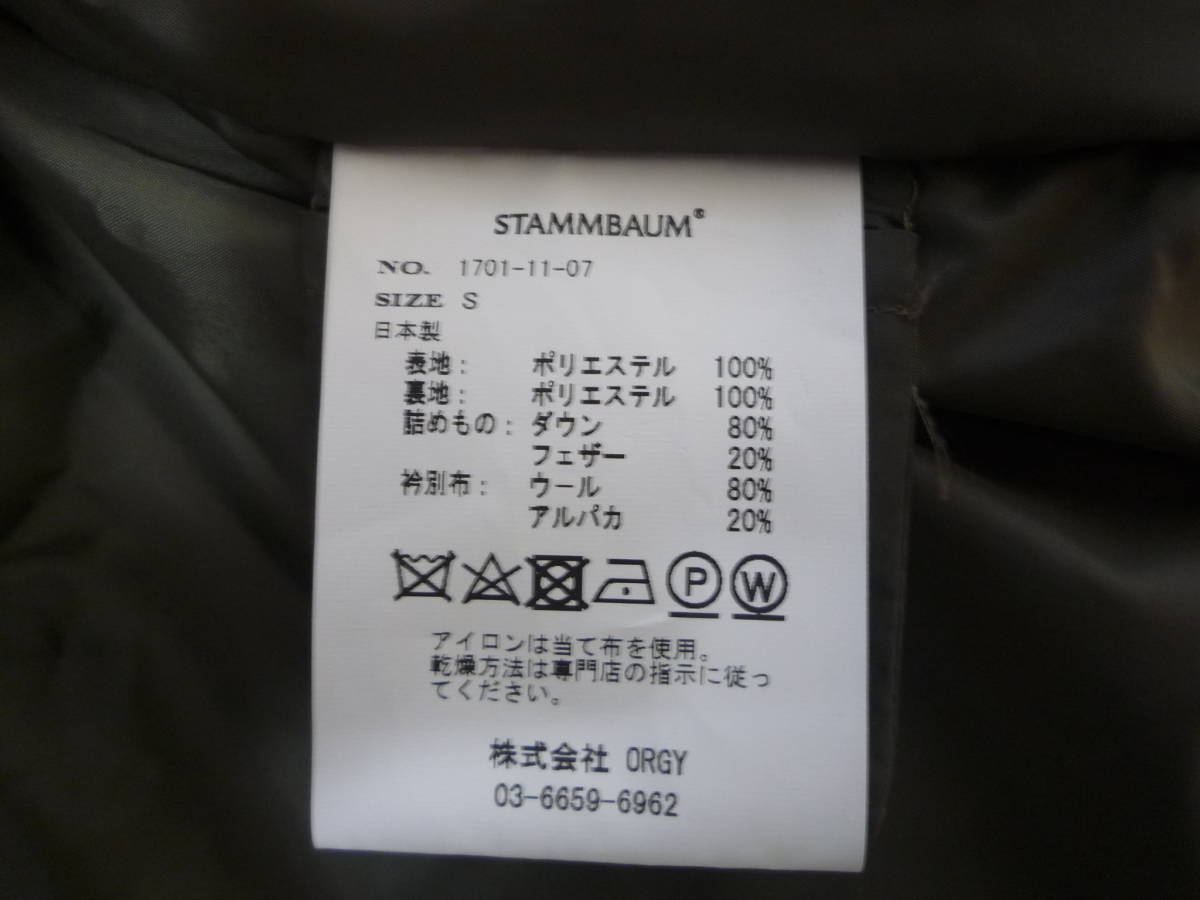 STAMMBAUM®
NO. 1701-11-07
SIZE S
日本製
表地: ポリエステル 100%
裏地: ポリエステル 100%
詰めもの: ダウン 80%
フェザー 20%
衿別布: ウール 80%
アルパカ 20%
P W
アイロンは当て布を使用。
乾燥方法は専門店の指示に従っ
てください。
株式会社 ORGY
03-6659-6962